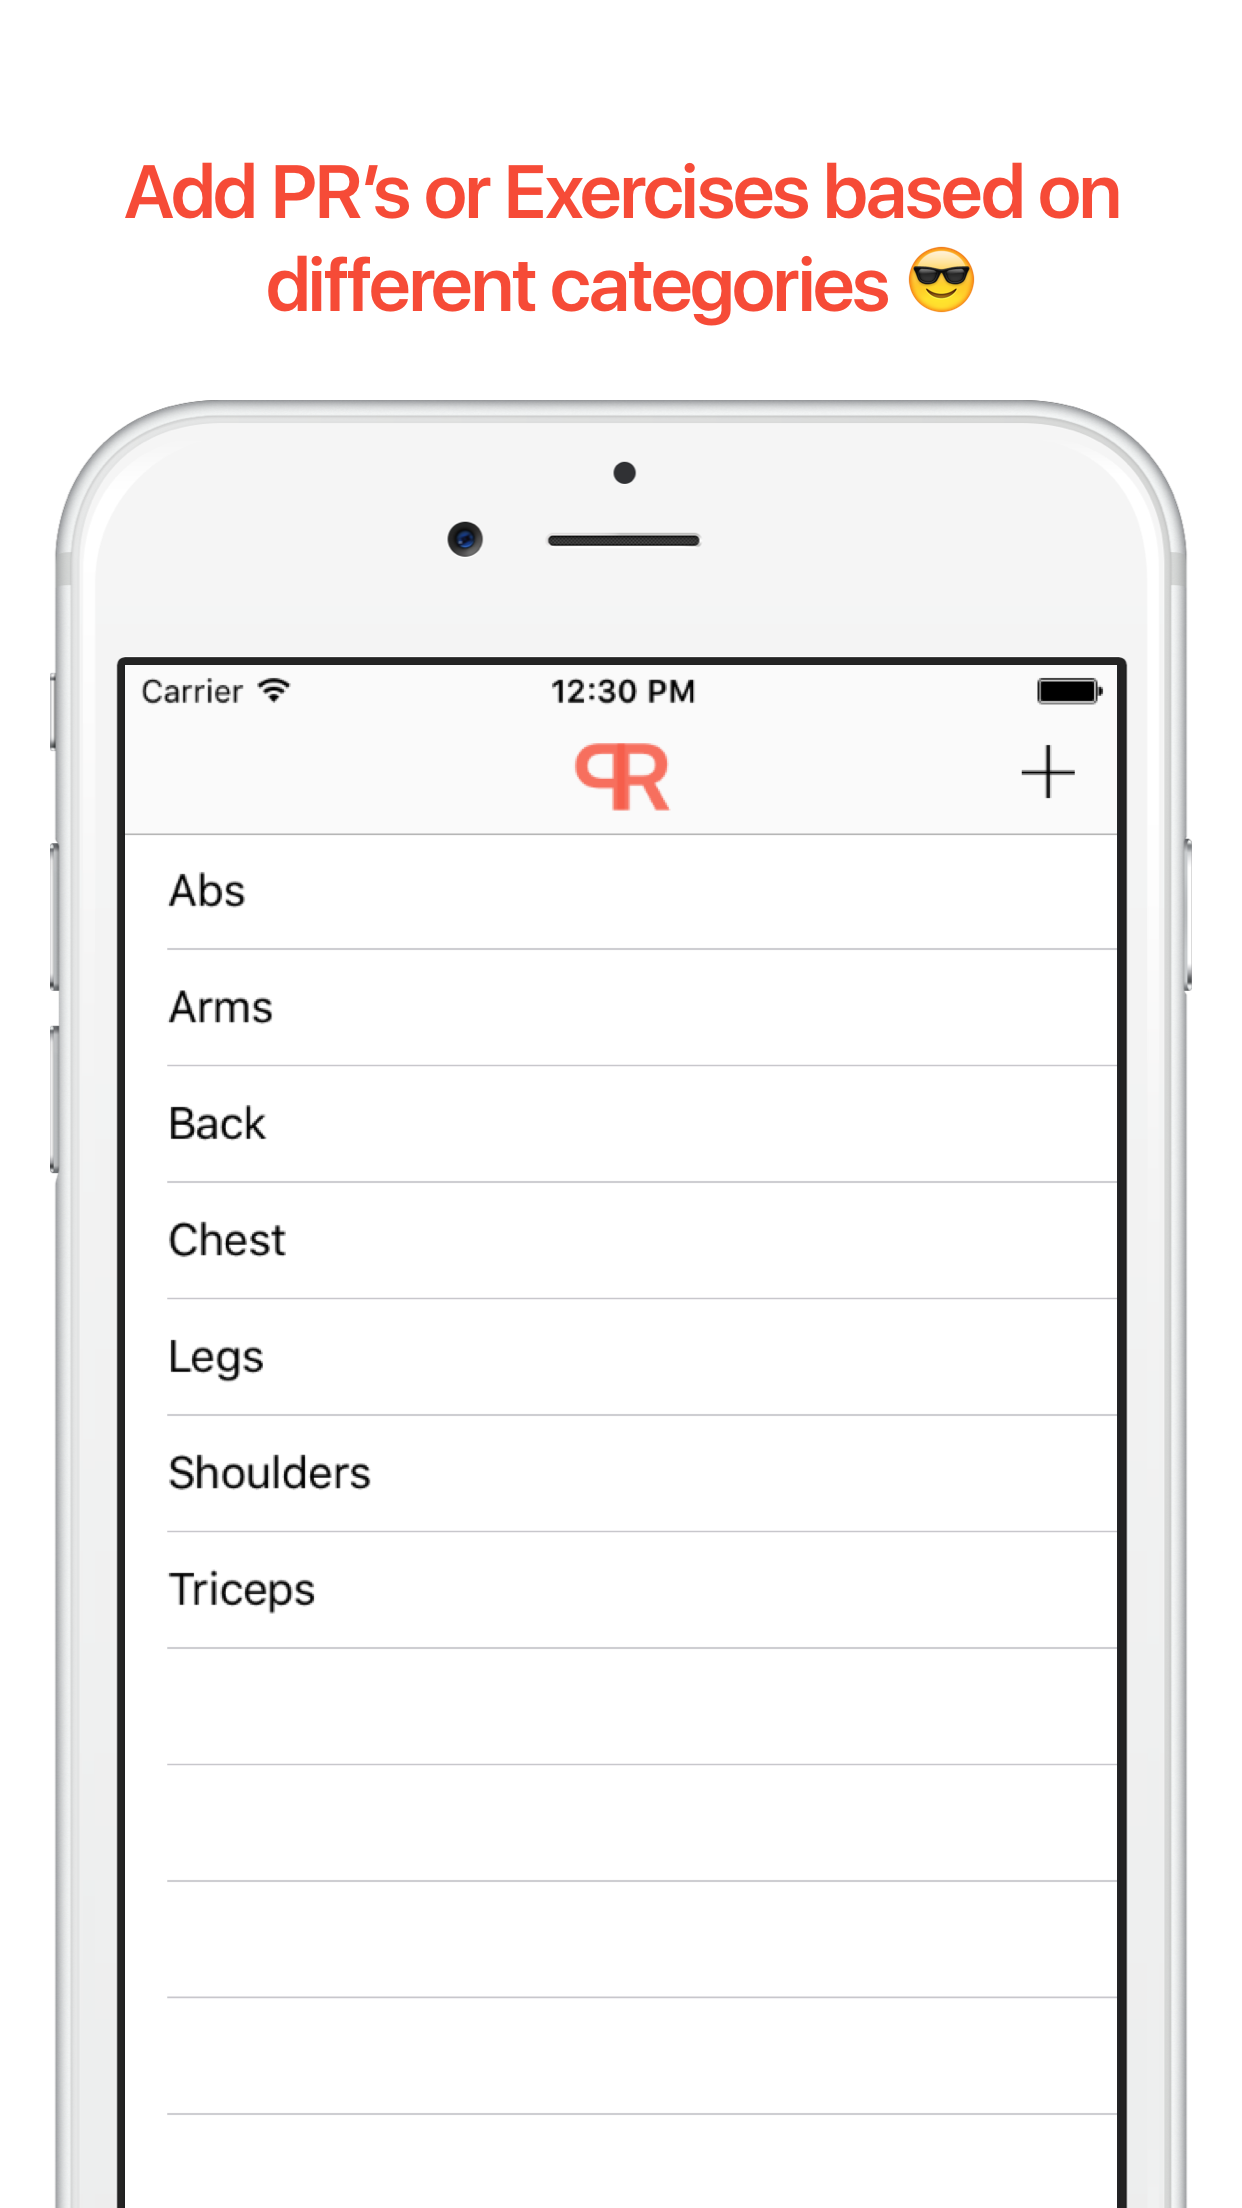 Add PR’s or Exercises based on
different categories 😎
Carrier 12:30 PM
PR
Abs
Arms
Back
Chest
Legs
Shoulders
Triceps